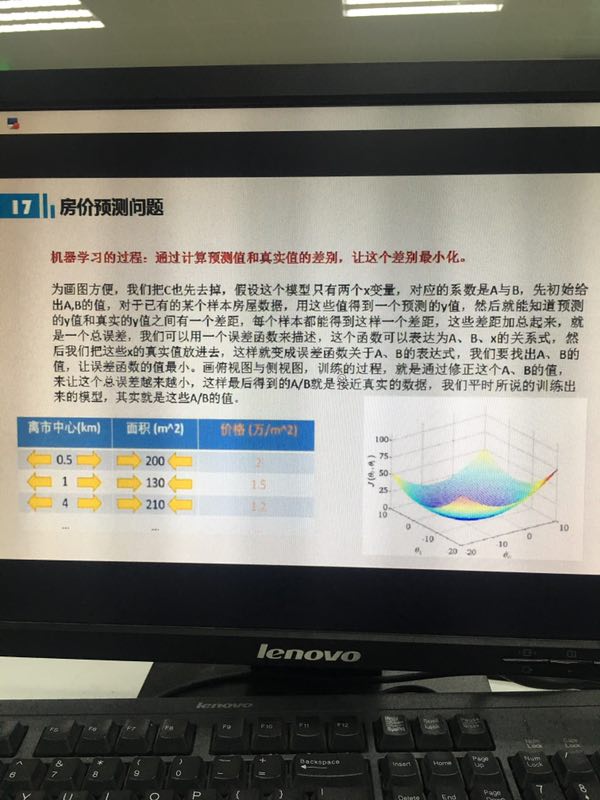 17 房价预测问题
机器学习的过程：通过计算预测值和真实值的差别，让这个差别最小化。
为画图方便，我们把C也先去掉，假设这个模型只有两个x变量，对应的系数是A与B，先初始给
出A,B的值，对于已有的某个样本房屋数据，用这些值得到一个预测的y值，然后就能知道预测
的y值和真实的y值之间有一个差距，每个样本都能得到这样一个差距，这些差距加总起来，就
是一个总误差，我们可以用一个误差函数来描述，这个函数可以表达为A、B、x的关系式，然
后我们把这些x的真实值放进去，这样就变成误差函数关于A、B的表达式，我们要找出A、B的
值，让误差函数的值最小。画俯视图与侧视图，训练的过程，就是通过修正这个A、B的值，
来让这个总误差越来越小，这样最后得到的A/B就是接近真实的数据，我们平时所说的训练出
来的模型，其实就是这些A/B的值。
离市中心(km) 面积 (m^2) 价格 (万/m^2)
0.5 200 2
1 130 1.5
4 210 1.2
... ...
100
75
50
25
0
10
0
-10
-20
20
-10
0
10
lenovo
lenovo
F5 F6 F7 F8 F9 F10 F11 F12
Backspace
Insert Home Page Up Num Lock
Delete End Page Down
6 7 8 9 0
Y U I O P
7 8